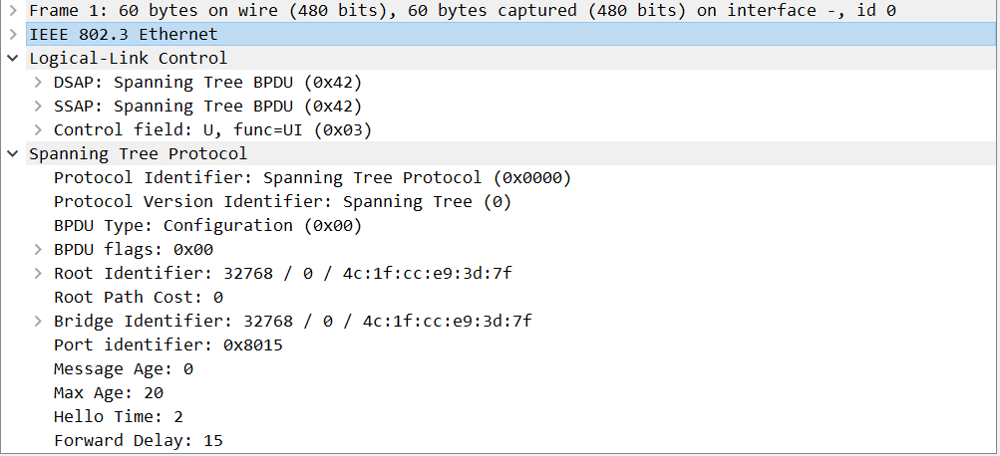 Frame 1: 60 bytes on wire (480 bits), 60 bytes captured (480 bits) on interface -, id 0
IEEE 802.3 Ethernet
Logical-Link Control
DSAP: Spanning Tree BPDU (0x42)
SSAP: Spanning Tree BPDU (0x42)
Control field: U, func=UI (0x03)
Spanning Tree Protocol
Protocol Identifier: Spanning Tree Protocol (0x0000)
Protocol Version Identifier: Spanning Tree (0)
BPDU Type: Configuration (0x00)
BPDU flags: 0x00
Root Identifier: 32768 / 0 / 4c:1f:cc:e9:3d:7f
Root Path Cost: 0
Bridge Identifier: 32768 / 0 / 4c:1f:cc:e9:3d:7f
Port identifier: 0x8015
Message Age: 0
Max Age: 20
Hello Time: 2
Forward Delay: 15